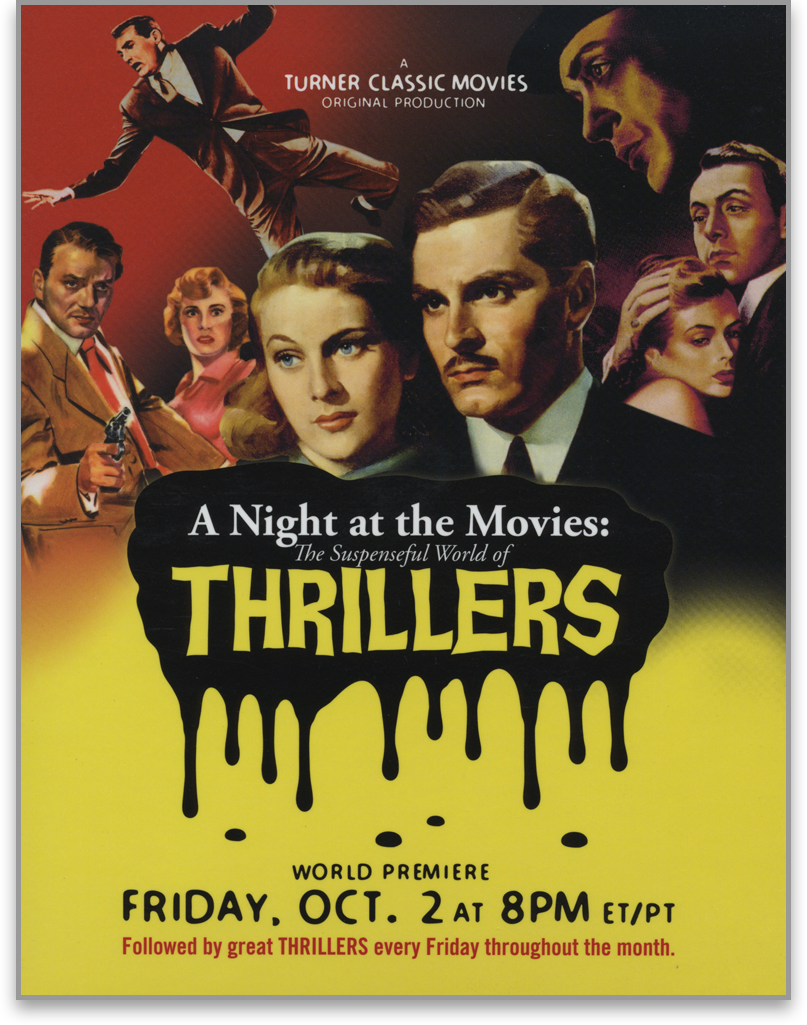 A
TURNER CLASSIC MOVIES
ORIGINAL PRODUCTION
A Night at the Movies:
The Suspenseful World of
THRILLERS
WORLD PREMIERE
FRIDAY, OCT. 2 AT 8PM ET/PT
Followed by great THRILLERS every Friday throughout the month.